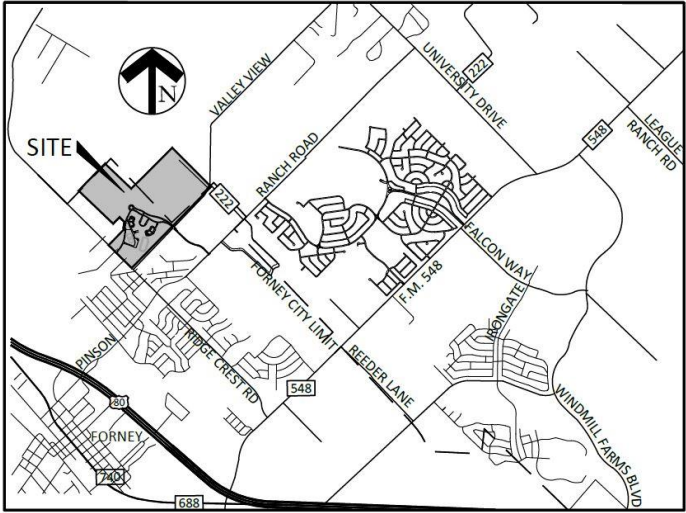 VALLEY VIEW
UNIVERSITY DRIVE
222
N
548
LEAGUE
RANCH RD
SITE
RANCH ROAD
222
FALCON WAY
F.M. 548
FORNEY CITY LIMIT
IRONGATE
PINSON
RIDGE CREST RD
REEDER LANE
548
80
WINDMILL FARMS BLVD
FORNEY
740
688